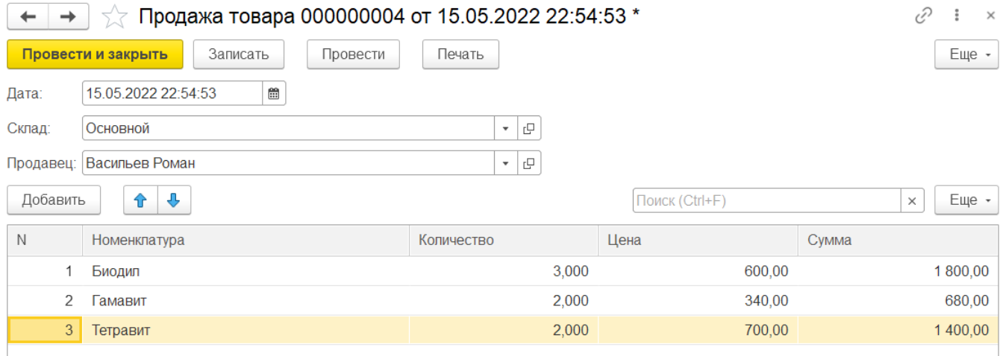 Продажа товара 000000004 от 15.05.2022 22:54:53 *
Провести и закрыть Записать Провести Печать Еще
Дата: 15.05.2022 22:54:53
Склад: Основной
Продавец: Васильев Роман
Добавить Поиск (Ctrl+F) Еще
N Номенклатура Количество Цена Сумма
1 Биодил 3,000 600,00 1 800,00
2 Гамавит 2,000 340,00 680,00
3 Тетравит 2,000 700,00 1 400,00